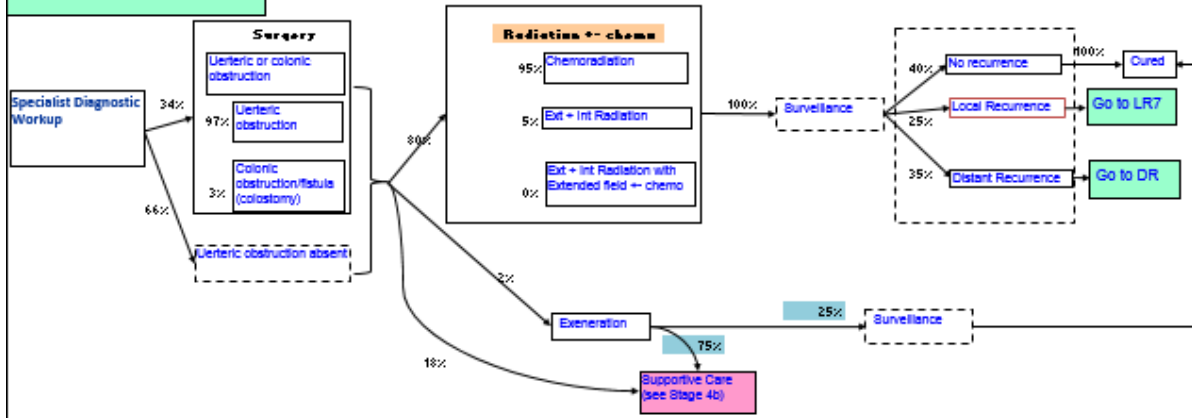 Surgery
Uerteric or colonic
obstruction
97%
Uerteric
obstruction
3%
Colonic
obstruction/fistula
(colostomy)
Specialist Diagnostic
Workup
34%
66%
Uerteric obstruction absent
80%
Radiation +- chemo
95%
Chemoradiation
5%
Ext + Int Radiation
0%
Ext + Int Radiation with
Extended field +- chemo
100%
Surveillance
40%
No recurrence
100%
Cured
25%
Local Recurrence
Go to LR7
35%
Distant Recurrence
Go to DR
2%
Exeneration
25%
Surveillance
75%
18%
Supportive Care
(see Stage 4b)